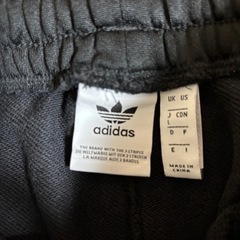 adidas
THE BRAND WITH THE 3 STRIPES
DIE WELTMARKE MIT DEN 3 STREIFEN
LA MARQUE AUX 3 BANDES
UK US
J CDN
D F
E I
MADE IN
CHINA